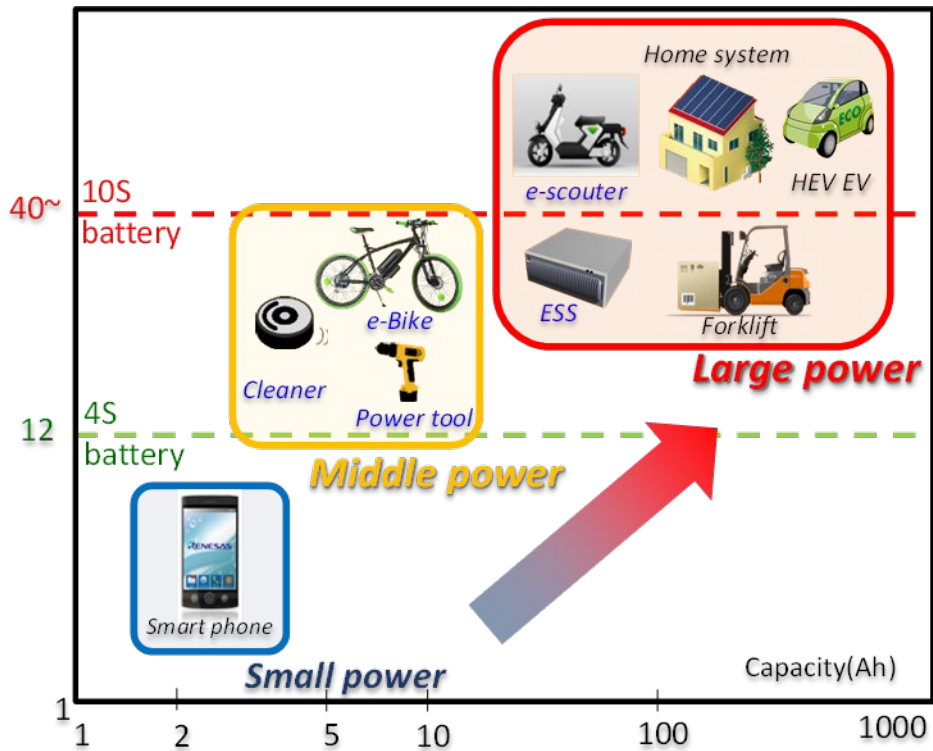 Home system
e-scouter
HEV EV
ECO
40~
10S
battery
ESS
Forklift
e-Bike
Cleaner
Power tool
Large power
12
4S
battery
Middle power
RENESAS
Smart phone
Small power
Capacity(Ah)
1
1
2
5
10
100
1000